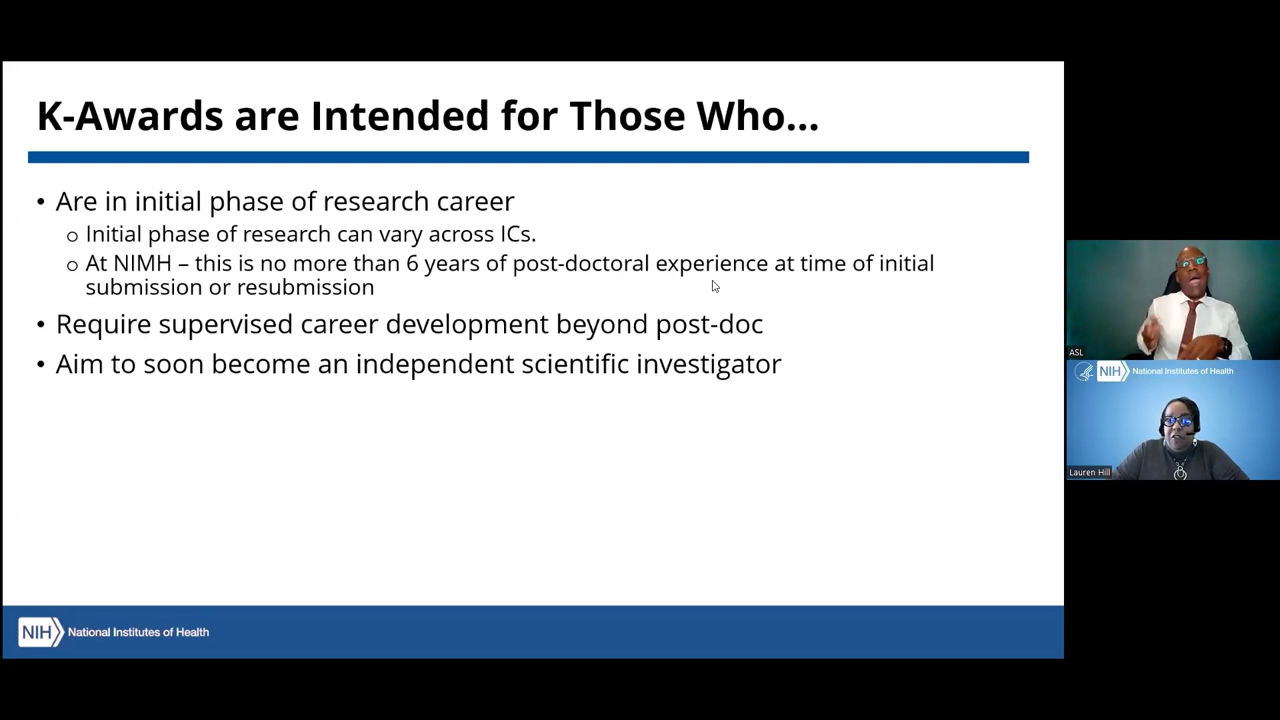 K-Awards are Intended for Those Who...
• Are in initial phase of research career
o Initial phase of research can vary across ICs.
o At NIMH – this is no more than 6 years of post-doctoral experience at time of initial
submission or resubmission
• Require supervised career development beyond post-doc
• Aim to soon become an independent scientific investigator
NIH National Institutes of Health
ASL
NIH National Institutes of Health
Lauren Hill